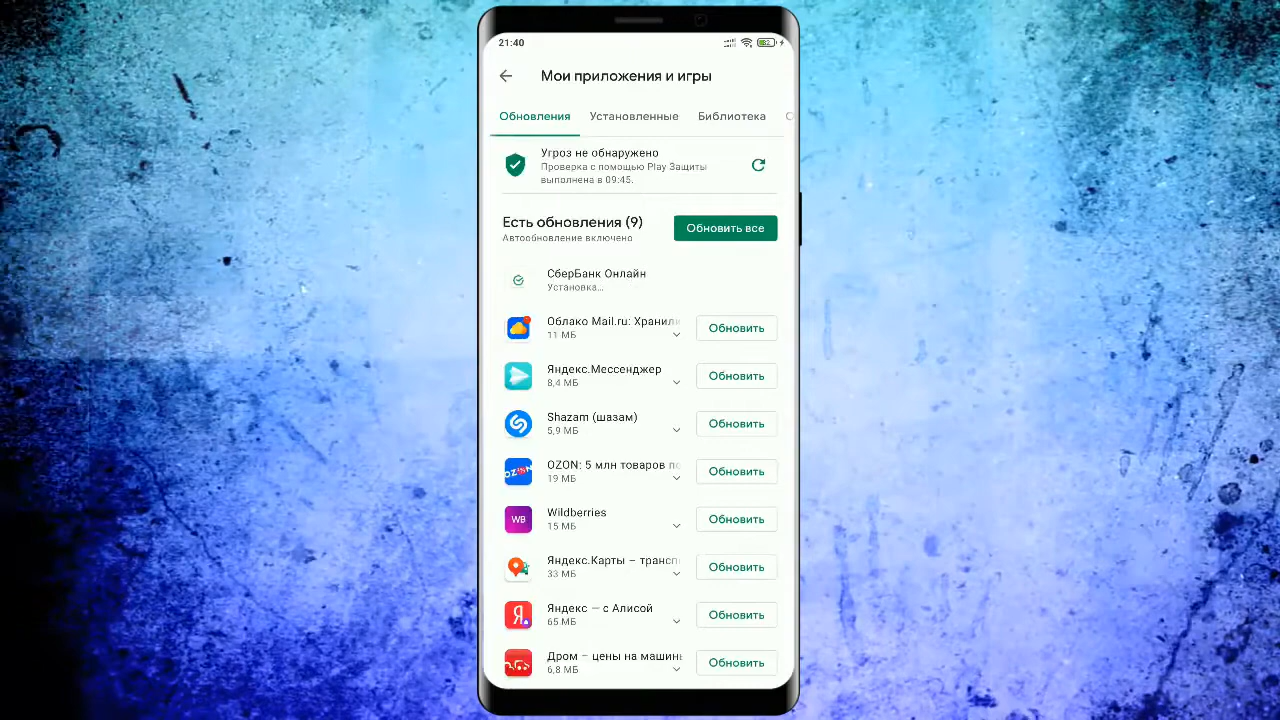 21:40
Мои приложения и игры
Обновления Установленные Библиотека
Угроз не обнаружено
Проверка с помощью Play Защиты
выполнена в 09:45.
Есть обновления (9)
Обновить все
Автообновление включено
СберБанк Онлайн
Установка...
Облако Mail.ru: Хранили
11 МБ
Обновить
Яндекс.Мессенджер
8,4 МБ
Обновить
Shazam (шазам)
5,9 МБ
Обновить
OZON
OZON: 5 млн товаров по
19 МБ
Обновить
WB
Wildberries
15 МБ
Обновить
Яндекс.Карты – трансп
33 МБ
Обновить
Я
Яндекс — с Алисой
65 МБ
Обновить
Дром – цены на машины
6,8 МБ
Обновить